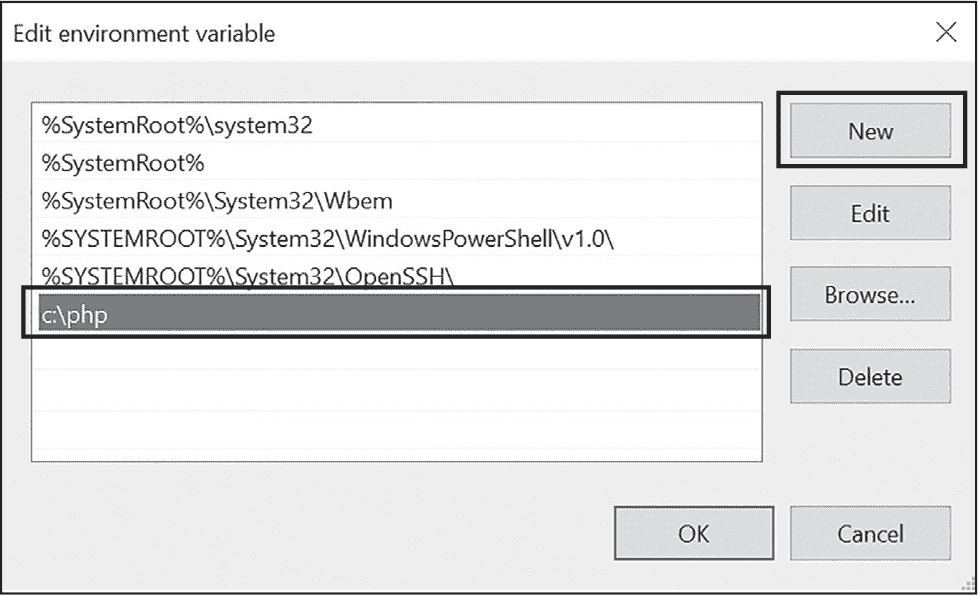 Edit environment variable
%SystemRoot%\system32
%SystemRoot%
%SystemRoot%\System32\Wbem
%SYSTEMROOT%\System32\WindowsPowerShell\v1.0\
%SYSTEMROOT%\System32\OpenSSH\
c:\php
New
Edit
Browse...
Delete
OK
Cancel